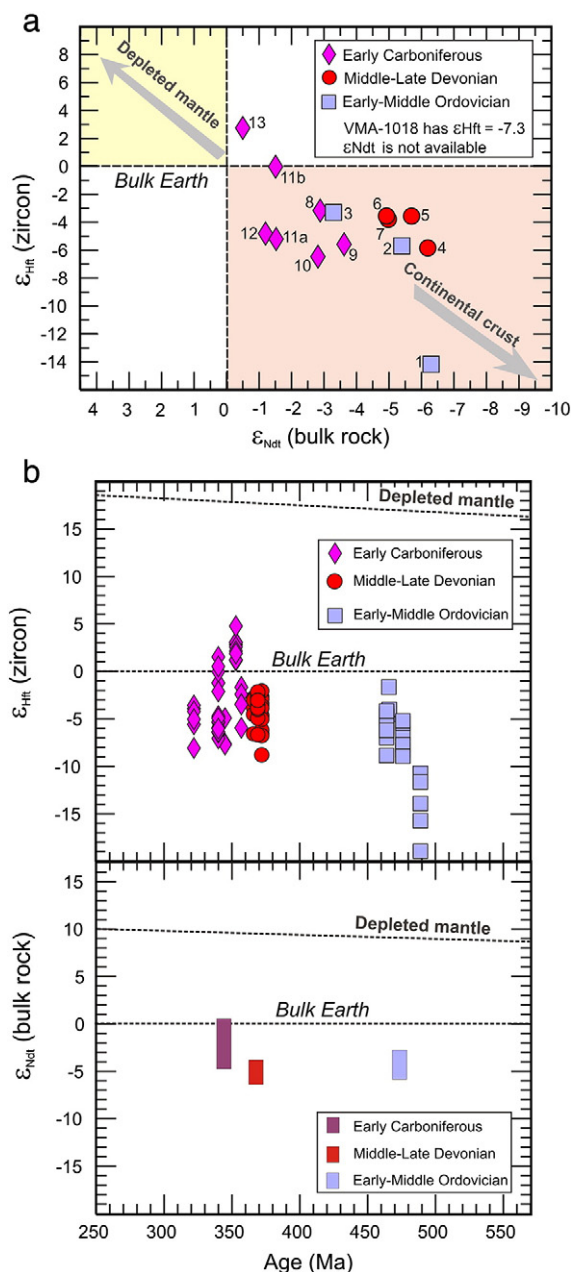 a
8
6
4
2
0
-2
-4
-6
-8
-10
-12
-14
εHft (zircon)
Depleted mantle
Bulk Earth
Early Carboniferous
Middle-Late Devonian
Early-Middle Ordovician
VMA-1018 has εHft = -7.3
εNdt is not available
13
11b
8
3
6
5
7
12
11a
10
9
2
4
1
Continental crust
4 3 2 1 0 -1 -2 -3 -4 -5 -6 -7 -8 -9 -10
εNdt (bulk rock)
b
Depleted mantle
Early Carboniferous
Middle-Late Devonian
Early-Middle Ordovician
Bulk Earth
15
10
5
0
-5
-10
-15
εHft (zircon)
Depleted mantle
Bulk Earth
15
10
5
0
-5
-10
-15
εNdt (bulk rock)
Early Carboniferous
Middle-Late Devonian
Early-Middle Ordovician
250 300 350 400 450 500 550
Age (Ma)